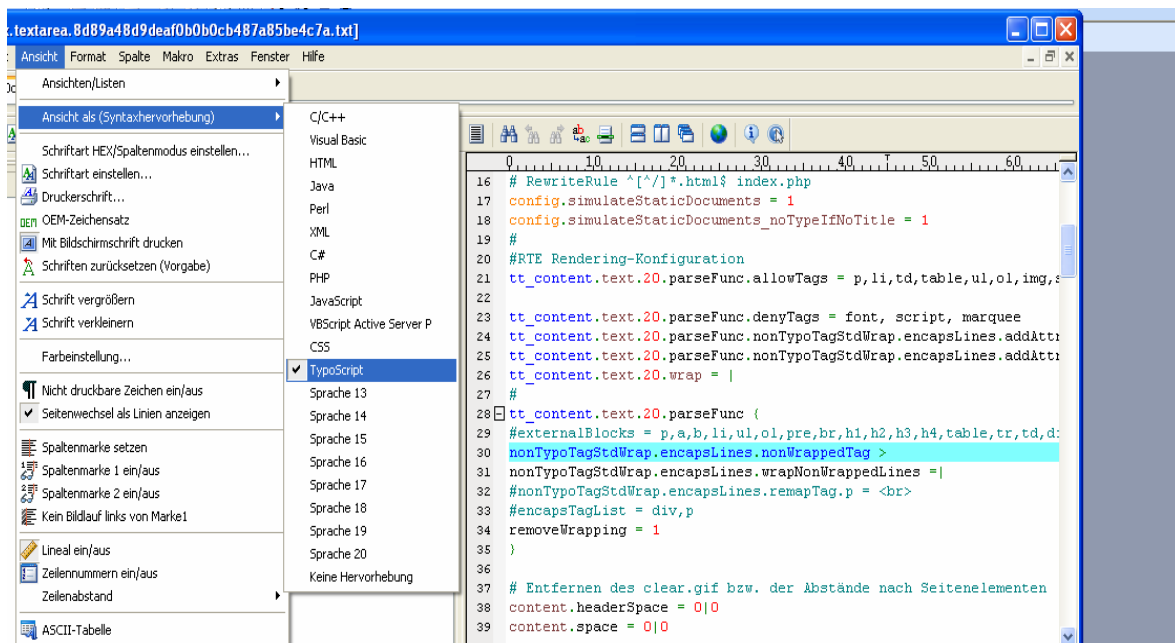 .textarea.8d89a48d9deaf0b0b0cb487a85be4c7a.txt]
Ansicht Format Spalte Makro Extras Fenster Hilfe
Ansichten/Listen
Ansicht als (Syntaxhervorhebung)
Schriftart HEX/Spaltenmodus einstellen...
Schriftart einstellen...
Druckerschrift...
OEM OEM-Zeichensatz
Mit Bildschirmschrift drucken
Schriften zurücksetzen (Vorgabe)
Schrift vergrößern
Schrift verkleinern
Farbeinstellung...
Nicht druckbare Zeichen ein/aus
Seitenwechsel als Linien anzeigen
Spaltenmarke setzen
Spaltenmarke 1 ein/aus
Spaltenmarke 2 ein/aus
Kein Bildlauf links von Marke1
Lineal ein/aus
Zeilennummern ein/aus
Zeilenabstand
ASCII-Tabelle
C/C++
Visual Basic
HTML
Java
Perl
XML
C#
PHP
JavaScript
VBScript Active Server P
CSS
TypoScript
Sprache 13
Sprache 14
Sprache 15
Sprache 16
Sprache 17
Sprache 18
Sprache 19
Sprache 20
Keine Hervorhebung
0 10 20 30 40 50 60
16 # RewriteRule ^[^/]*.html$ index.php
17 config.simulateStaticDocuments = 1
18 config.simulateStaticDocuments_noTypeIfNoTitle = 1
19 #
20 #RTE Rendering-Konfiguration
21 tt_content.text.20.parseFunc.allowTags = p,li,td,table,ul,ol,img,s
22
23 tt_content.text.20.parseFunc.denyTags = font, script, marquee
24 tt_content.text.20.parseFunc.nonTypoTagStdWrap.encapsLines.addAttr
25 tt_content.text.20.parseFunc.nonTypoTagStdWrap.encapsLines.addAttr
26 tt_content.text.20.wrap = |
27 #
28 tt_content.text.20.parseFunc {
29 #externalBlocks = p,a,b,li,ul,ol,pre,br,h1,h2,h3,h4,table,tr,td,di
30 nonTypoTagStdWrap.encapsLines.nonWrappedTag >
31 nonTypoTagStdWrap.encapsLines.wrapNonWrappedLines =|
32 #nonTypoTagStdWrap.encapsLines.remapTag.p = <br>
33 #encapsTagList = div,p
34 removeWrapping = 1
35 }
36
37 # Entfernen des clear.gif bzw. der Abstände nach Seitenelementen
38 content.headerSpace = 0|0
39 content.space = 0|0